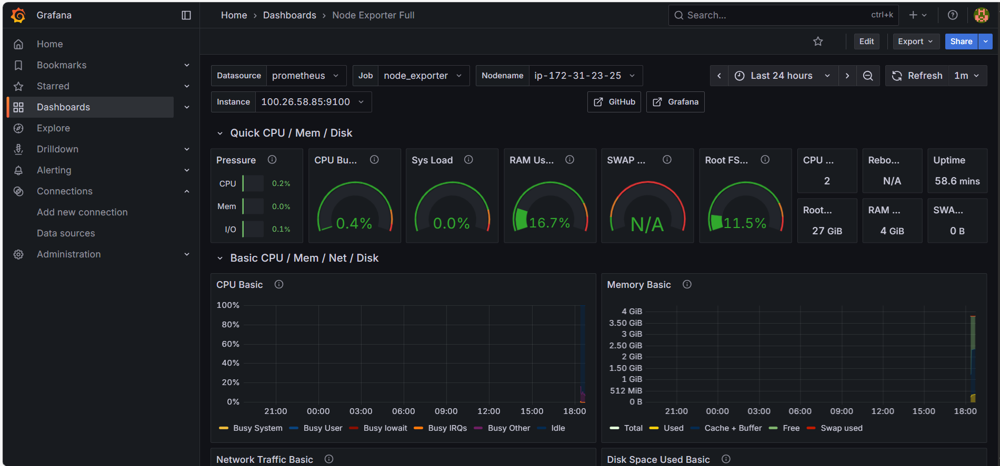 Grafana
Home › Dashboards › Node Exporter Full
Search... ctrl+k
Home
Bookmarks
Starred
Dashboards
Explore
Drilldown
Alerting
Connections
Add new connection
Data sources
Administration
Edit Export Share
Datasource prometheus Job node_exporter Nodename ip-172-31-23-25 Last 24 hours Refresh 1m
Instance 100.26.58.85:9100 GitHub Grafana
Quick CPU / Mem / Disk
Pressure
CPU 0.2%
Mem 0.0%
I/O 0.1%
CPU Bu...
0.4%
Sys Load
0.0%
RAM Us...
16.7%
SWAP ...
N/A
Root FS...
11.5%
CPU ...
2
Rebo...
N/A
Uptime
58.6 mins
Root...
27 GiB
RAM ...
4 GiB
SWA...
0 B
Basic CPU / Mem / Net / Disk
CPU Basic
100%
80%
60%
40%
20%
0%
21:00 00:00 03:00 06:00 09:00 12:00 15:00 18:00
Busy System Busy User Busy Iowait Busy IRQs Busy Other Idle
Memory Basic
4 GiB
3.50 GiB
3 GiB
2.50 GiB
2 GiB
1.50 GiB
1 GiB
512 MiB
0 B
21:00 00:00 03:00 06:00 09:00 12:00 15:00 18:00
Total Used Cache + Buffer Free Swap used
Network Traffic Basic
Disk Space Used Basic